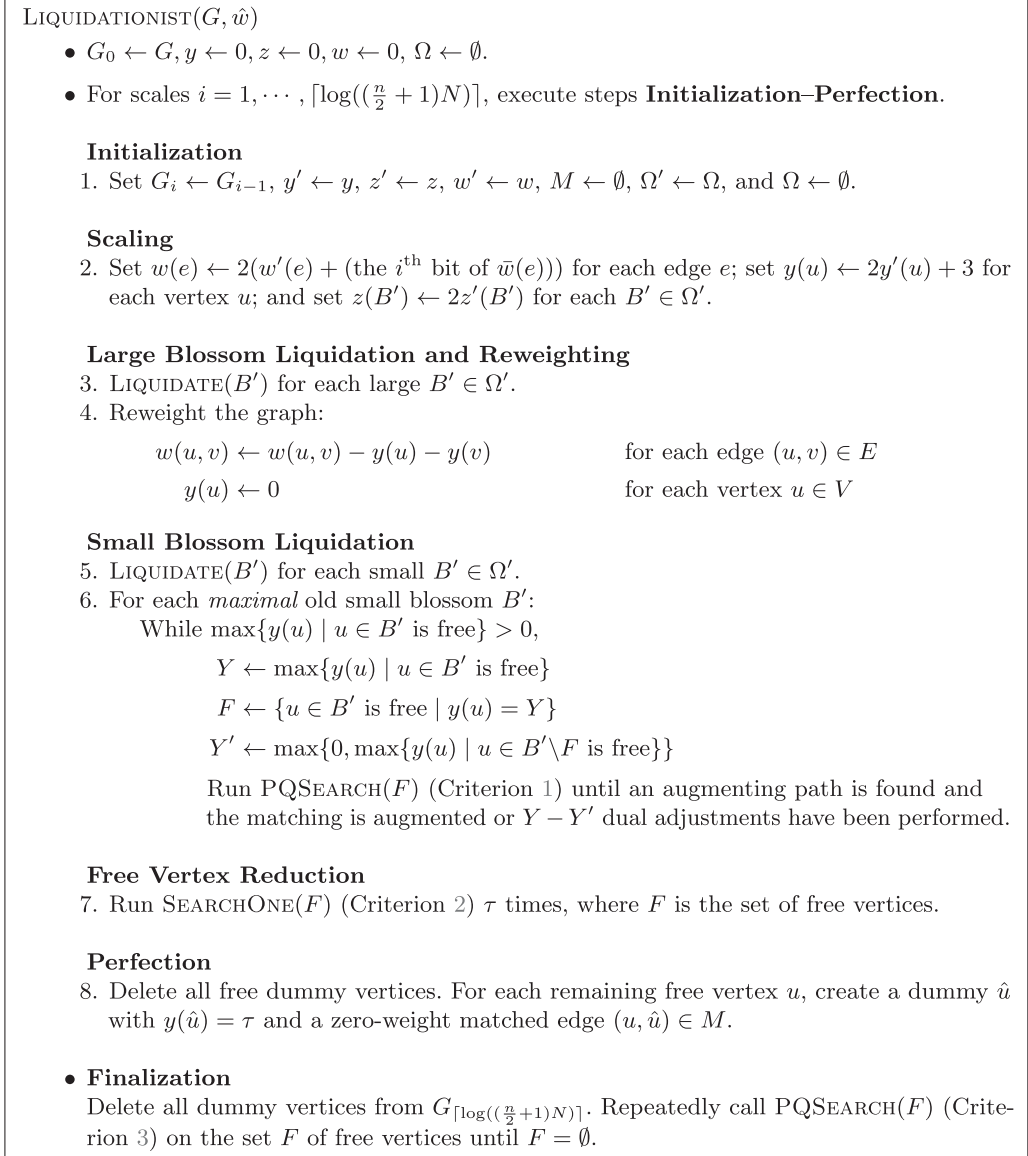 LIQUIDATIONIST(G, ŵ)
• G₀ ← G, y ← 0, z ← 0, w ← 0, Ω ← ∅.
• For scales i = 1, ··· , ⌈log((n/2 + 1)N)⌉, execute steps Initialization–Perfection.
Initialization
1. Set Gᵢ ← Gᵢ₋₁, y′ ← y, z′ ← z, w′ ← w, M ← ∅, Ω′ ← Ω, and Ω ← ∅.
Scaling
2. Set w(e) ← 2(w′(e) + (the iᵗʰ bit of w̄(e))) for each edge e; set y(u) ← 2y′(u) + 3 for
each vertex u; and set z(B′) ← 2z′(B′) for each B′ ∈ Ω′.
Large Blossom Liquidation and Reweighting
3. LIQUIDATE(B′) for each large B′ ∈ Ω′.
4. Reweight the graph:
w(u, v) ← w(u, v) − y(u) − y(v) for each edge (u, v) ∈ E
y(u) ← 0 for each vertex u ∈ V
Small Blossom Liquidation
5. LIQUIDATE(B′) for each small B′ ∈ Ω′.
6. For each maximal old small blossom B′:
While max{y(u) | u ∈ B′ is free} > 0,
Y ← max{y(u) | u ∈ B′ is free}
F ← {u ∈ B′ is free | y(u) = Y}
Y′ ← max{0, max{y(u) | u ∈ B′\F is free}}
Run PQSEARCH(F) (Criterion 1) until an augmenting path is found and
the matching is augmented or Y − Y′ dual adjustments have been performed.
Free Vertex Reduction
7. Run SEARCHONE(F) (Criterion 2) τ times, where F is the set of free vertices.
Perfection
8. Delete all free dummy vertices. For each remaining free vertex u, create a dummy û
with y(û) = τ and a zero-weight matched edge (u, û) ∈ M.
• Finalization
Delete all dummy vertices from G_⌈log((n/2+1)N)⌉. Repeatedly call PQSEARCH(F) (Crite-
rion 3) on the set F of free vertices until F = ∅.